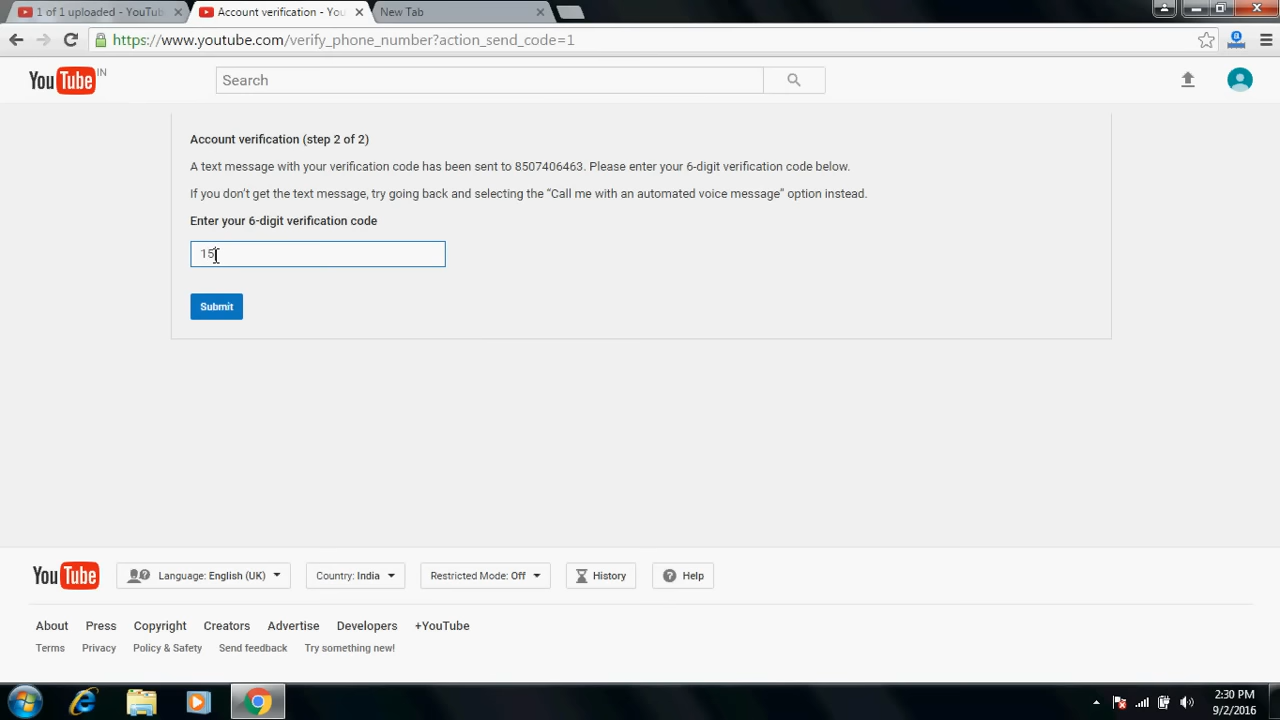 1 of 1 uploaded - YouTub
Account verification - You
New Tab
https://www.youtube.com/verify_phone_number?action_send_code=1
YouTube IN
Search
Account verification (step 2 of 2)
A text message with your verification code has been sent to 8507406463. Please enter your 6-digit verification code below.
If you don't get the text message, try going back and selecting the “Call me with an automated voice message” option instead.
Enter your 6-digit verification code
15
Submit
YouTube
Language: English (UK)
Country: India
Restricted Mode: Off
History
Help
About Press Copyright Creators Advertise Developers +YouTube
Terms Privacy Policy & Safety Send feedback Try something new!
2:30 PM
9/2/2016